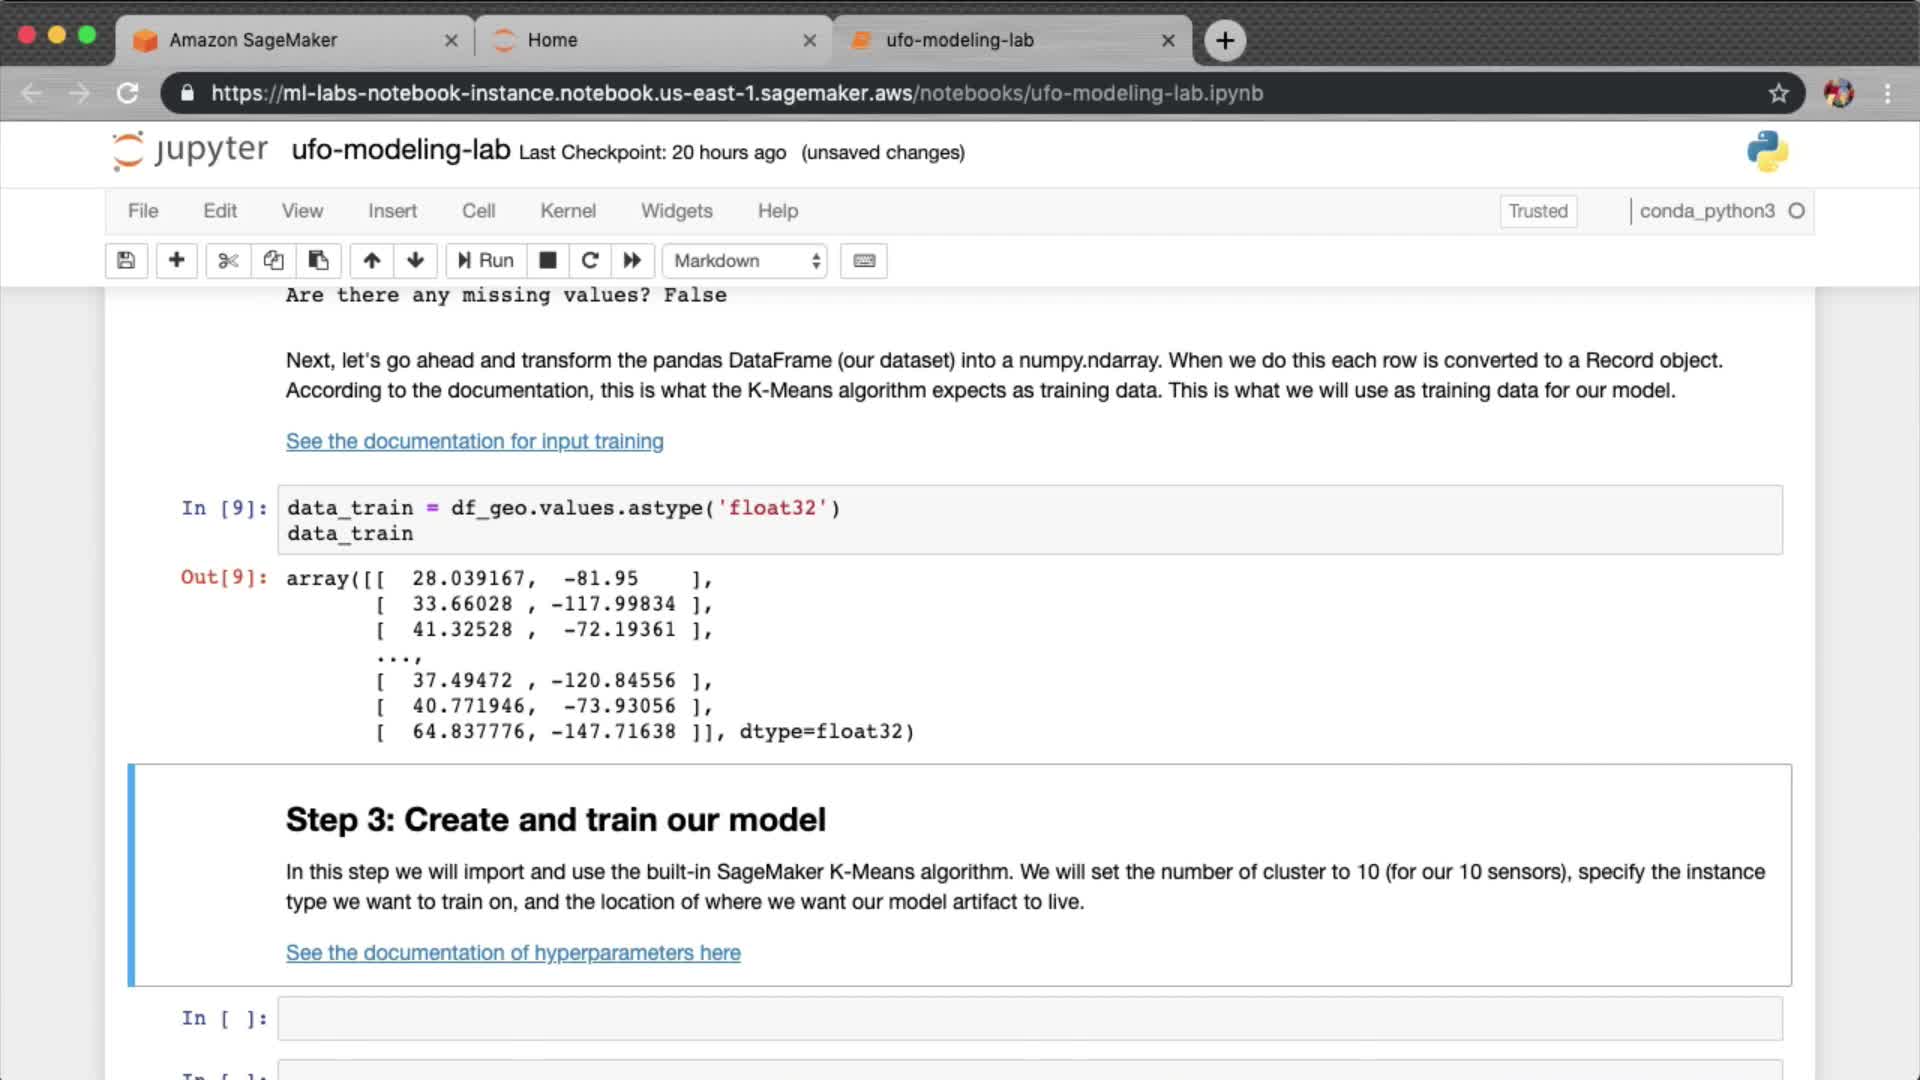 Amazon SageMaker
Home
ufo-modeling-lab
https://ml-labs-notebook-instance.notebook.us-east-1.sagemaker.aws/notebooks/ufo-modeling-lab.ipynb
jupyter ufo-modeling-lab Last Checkpoint: 20 hours ago (unsaved changes)
File Edit View Insert Cell Kernel Widgets Help Trusted conda_python3
Run Markdown
Are there any missing values? False
Next, let's go ahead and transform the pandas DataFrame (our dataset) into a numpy.ndarray. When we do this each row is converted to a Record object.
According to the documentation, this is what the K-Means algorithm expects as training data. This is what we will use as training data for our model.
See the documentation for input training
In [9]: data_train = df_geo.values.astype('float32')
data_train
Out[9]: array([[ 28.039167, -81.95 ],
[ 33.66028 , -117.99834 ],
[ 41.32528 , -72.19361 ],
...,
[ 37.49472 , -120.84556 ],
[ 40.771946, -73.93056 ],
[ 64.837776, -147.71638 ]], dtype=float32)
Step 3: Create and train our model
In this step we will import and use the built-in SageMaker K-Means algorithm. We will set the number of cluster to 10 (for our 10 sensors), specify the instance
type we want to train on, and the location of where we want our model artifact to live.
See the documentation of hyperparameters here
In [ ]:
In [ ]: